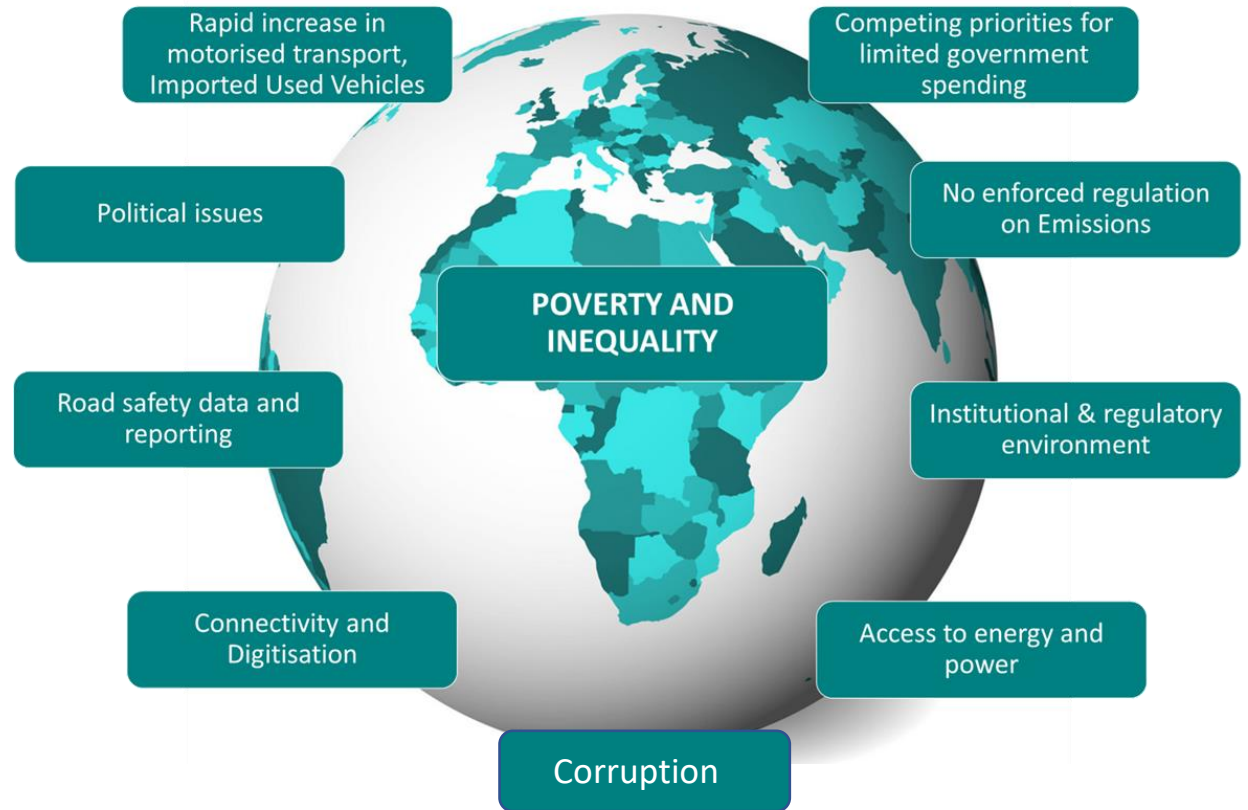 Rapid increase in
motorised transport,
Imported Used Vehicles
Competing priorities for
limited government
spending
Political issues
No enforced regulation
on Emissions
POVERTY AND
INEQUALITY
Road safety data and
reporting
Institutional & regulatory
environment
Connectivity and
Digitisation
Access to energy and
power
Corruption